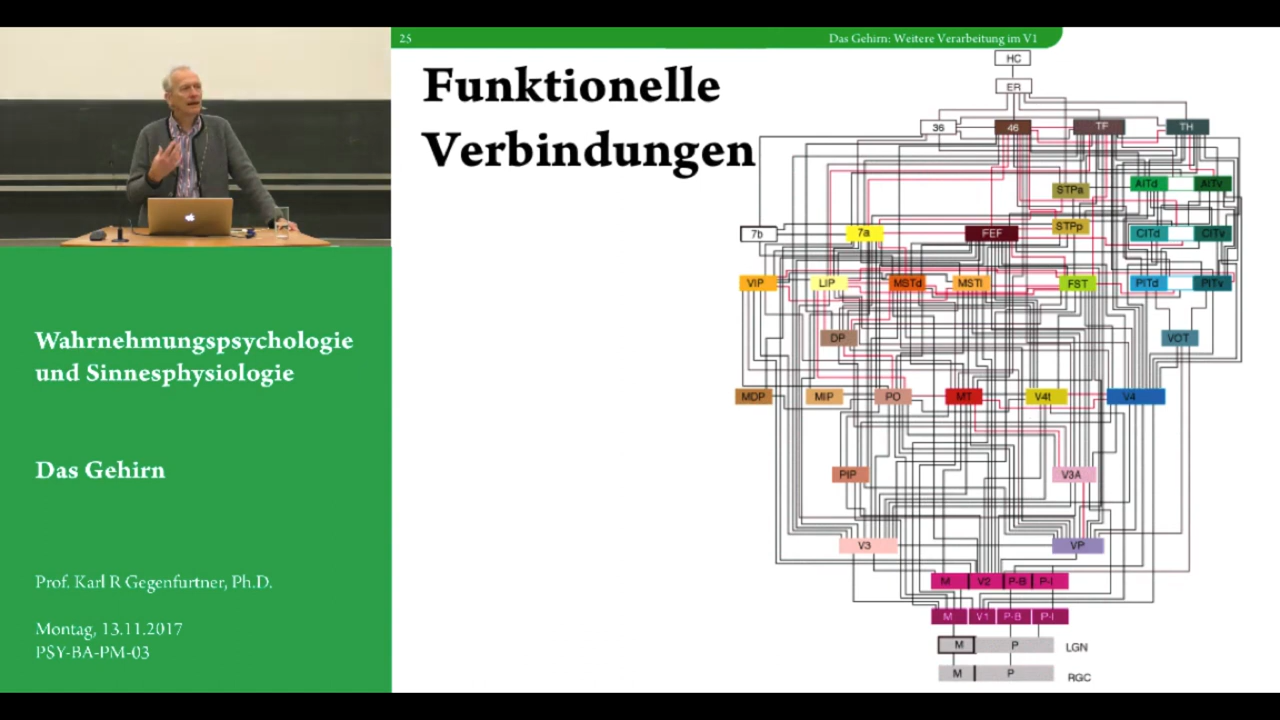 25
Das Gehirn: Weitere Verarbeitung im V1
Funktionelle
Verbindungen
Wahrnehmungspsychologie
und Sinnesphysiologie
Das Gehirn
Prof. Karl R Gegenfurtner, Ph.D.
Montag, 13.11.2017
PSY-BA-PM-03
HC
ER
36 46 TF TH
STPa AITd AITv
7b 7a FEF STPp CITd CITv
VIP LIP MSTd MSTl FST PITd PITv
DP VOT
MDP MIP PO MT V4t V4
PIP V3A
V3 VP
M V2 P-B P-I
M V1 P-B P-I
M P LGN
M P RGC